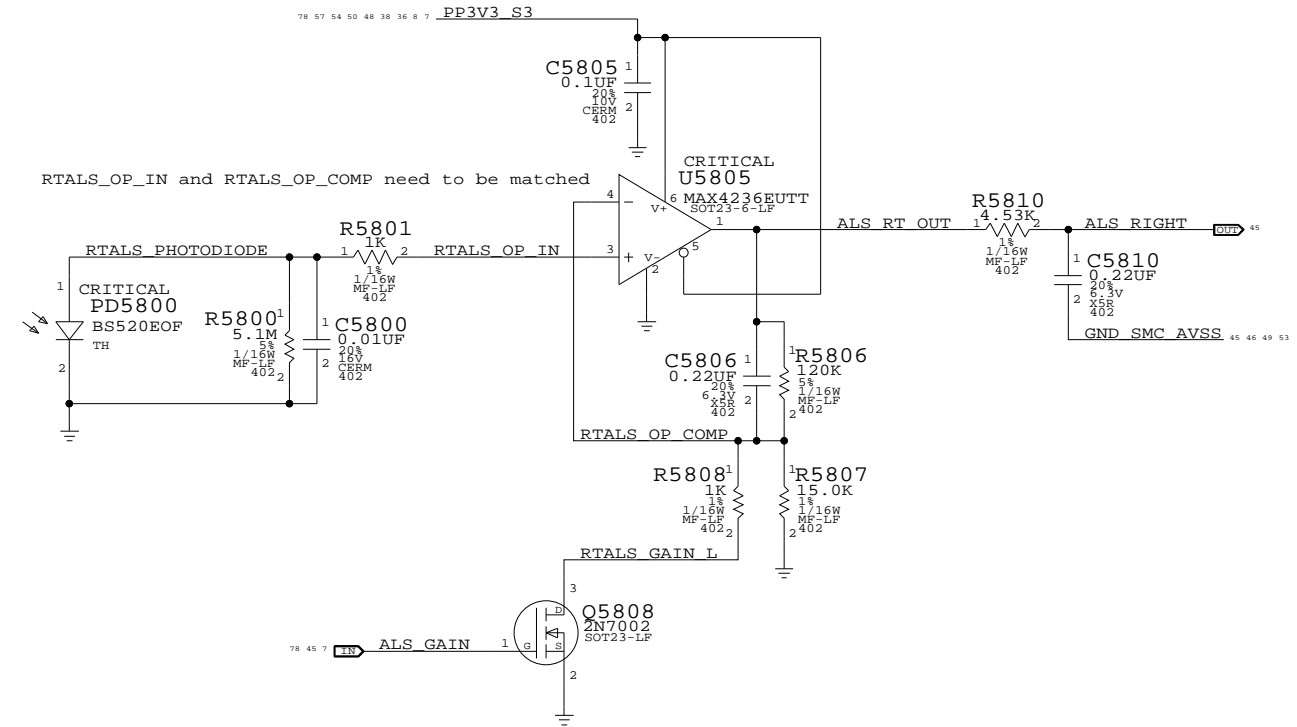 78 57 54 50 48 38 36 8 7 PP3V3_S3
C5805 1
0.1UF
20%
10V
CERM 2
402
CRITICAL
U5805
MAX4236EUTT
SOT23-6-LF
RTALS_OP_IN and RTALS_OP_COMP need to be matched
4
6
V+
1
5
3
V-
2
ALS_RT_OUT
R5810
4.53K
1 2
1%
1/16W
MF-LF
402
ALS_RIGHT
OUT 45
C5810
1
0.22UF
20%
6.3V
2
X5R
402
GND_SMC_AVSS 45 46 49 53
RTALS_PHOTODIODE
R5801
1K
1 2
1%
1/16W
MF-LF
402
RTALS_OP_IN
1
CRITICAL
PD5800
BS520EOF
TH
2
R5800 1
5.1M
5%
1/16W
MF-LF
402 2
1
C5800
0.01UF
20%
16V
2 CERM
402
C5806 1
0.22UF
20%
6.3V
X5R 2
402
1 R5806
120K
5%
1/16W
MF-LF
2 402
RTALS_OP_COMP
R5808 1
1K
1%
1/16W
MF-LF
402 2
1 R5807
15.0K
1%
1/16W
MF-LF
2 402
RTALS_GAIN_L
3
D
Q5808
2N7002
SOT23-LF
78 45 7 IN ALS_GAIN 1 G S
2